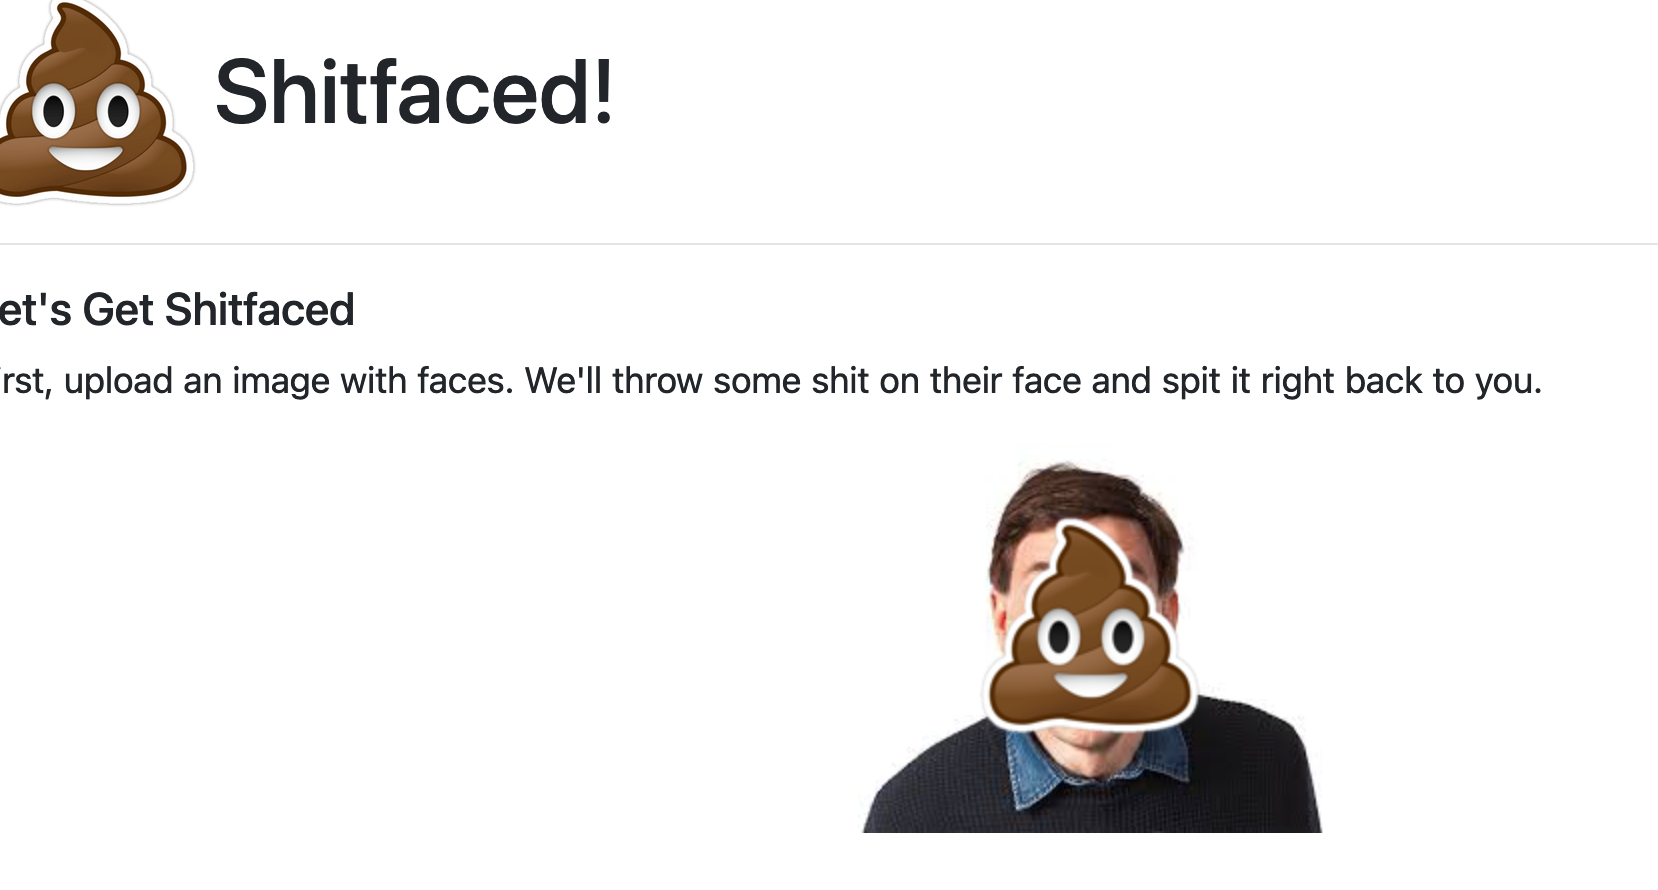 Shitfaced!
et's Get Shitfaced
rst, upload an image with faces. We'll throw some shit on their face and spit it right back to you.